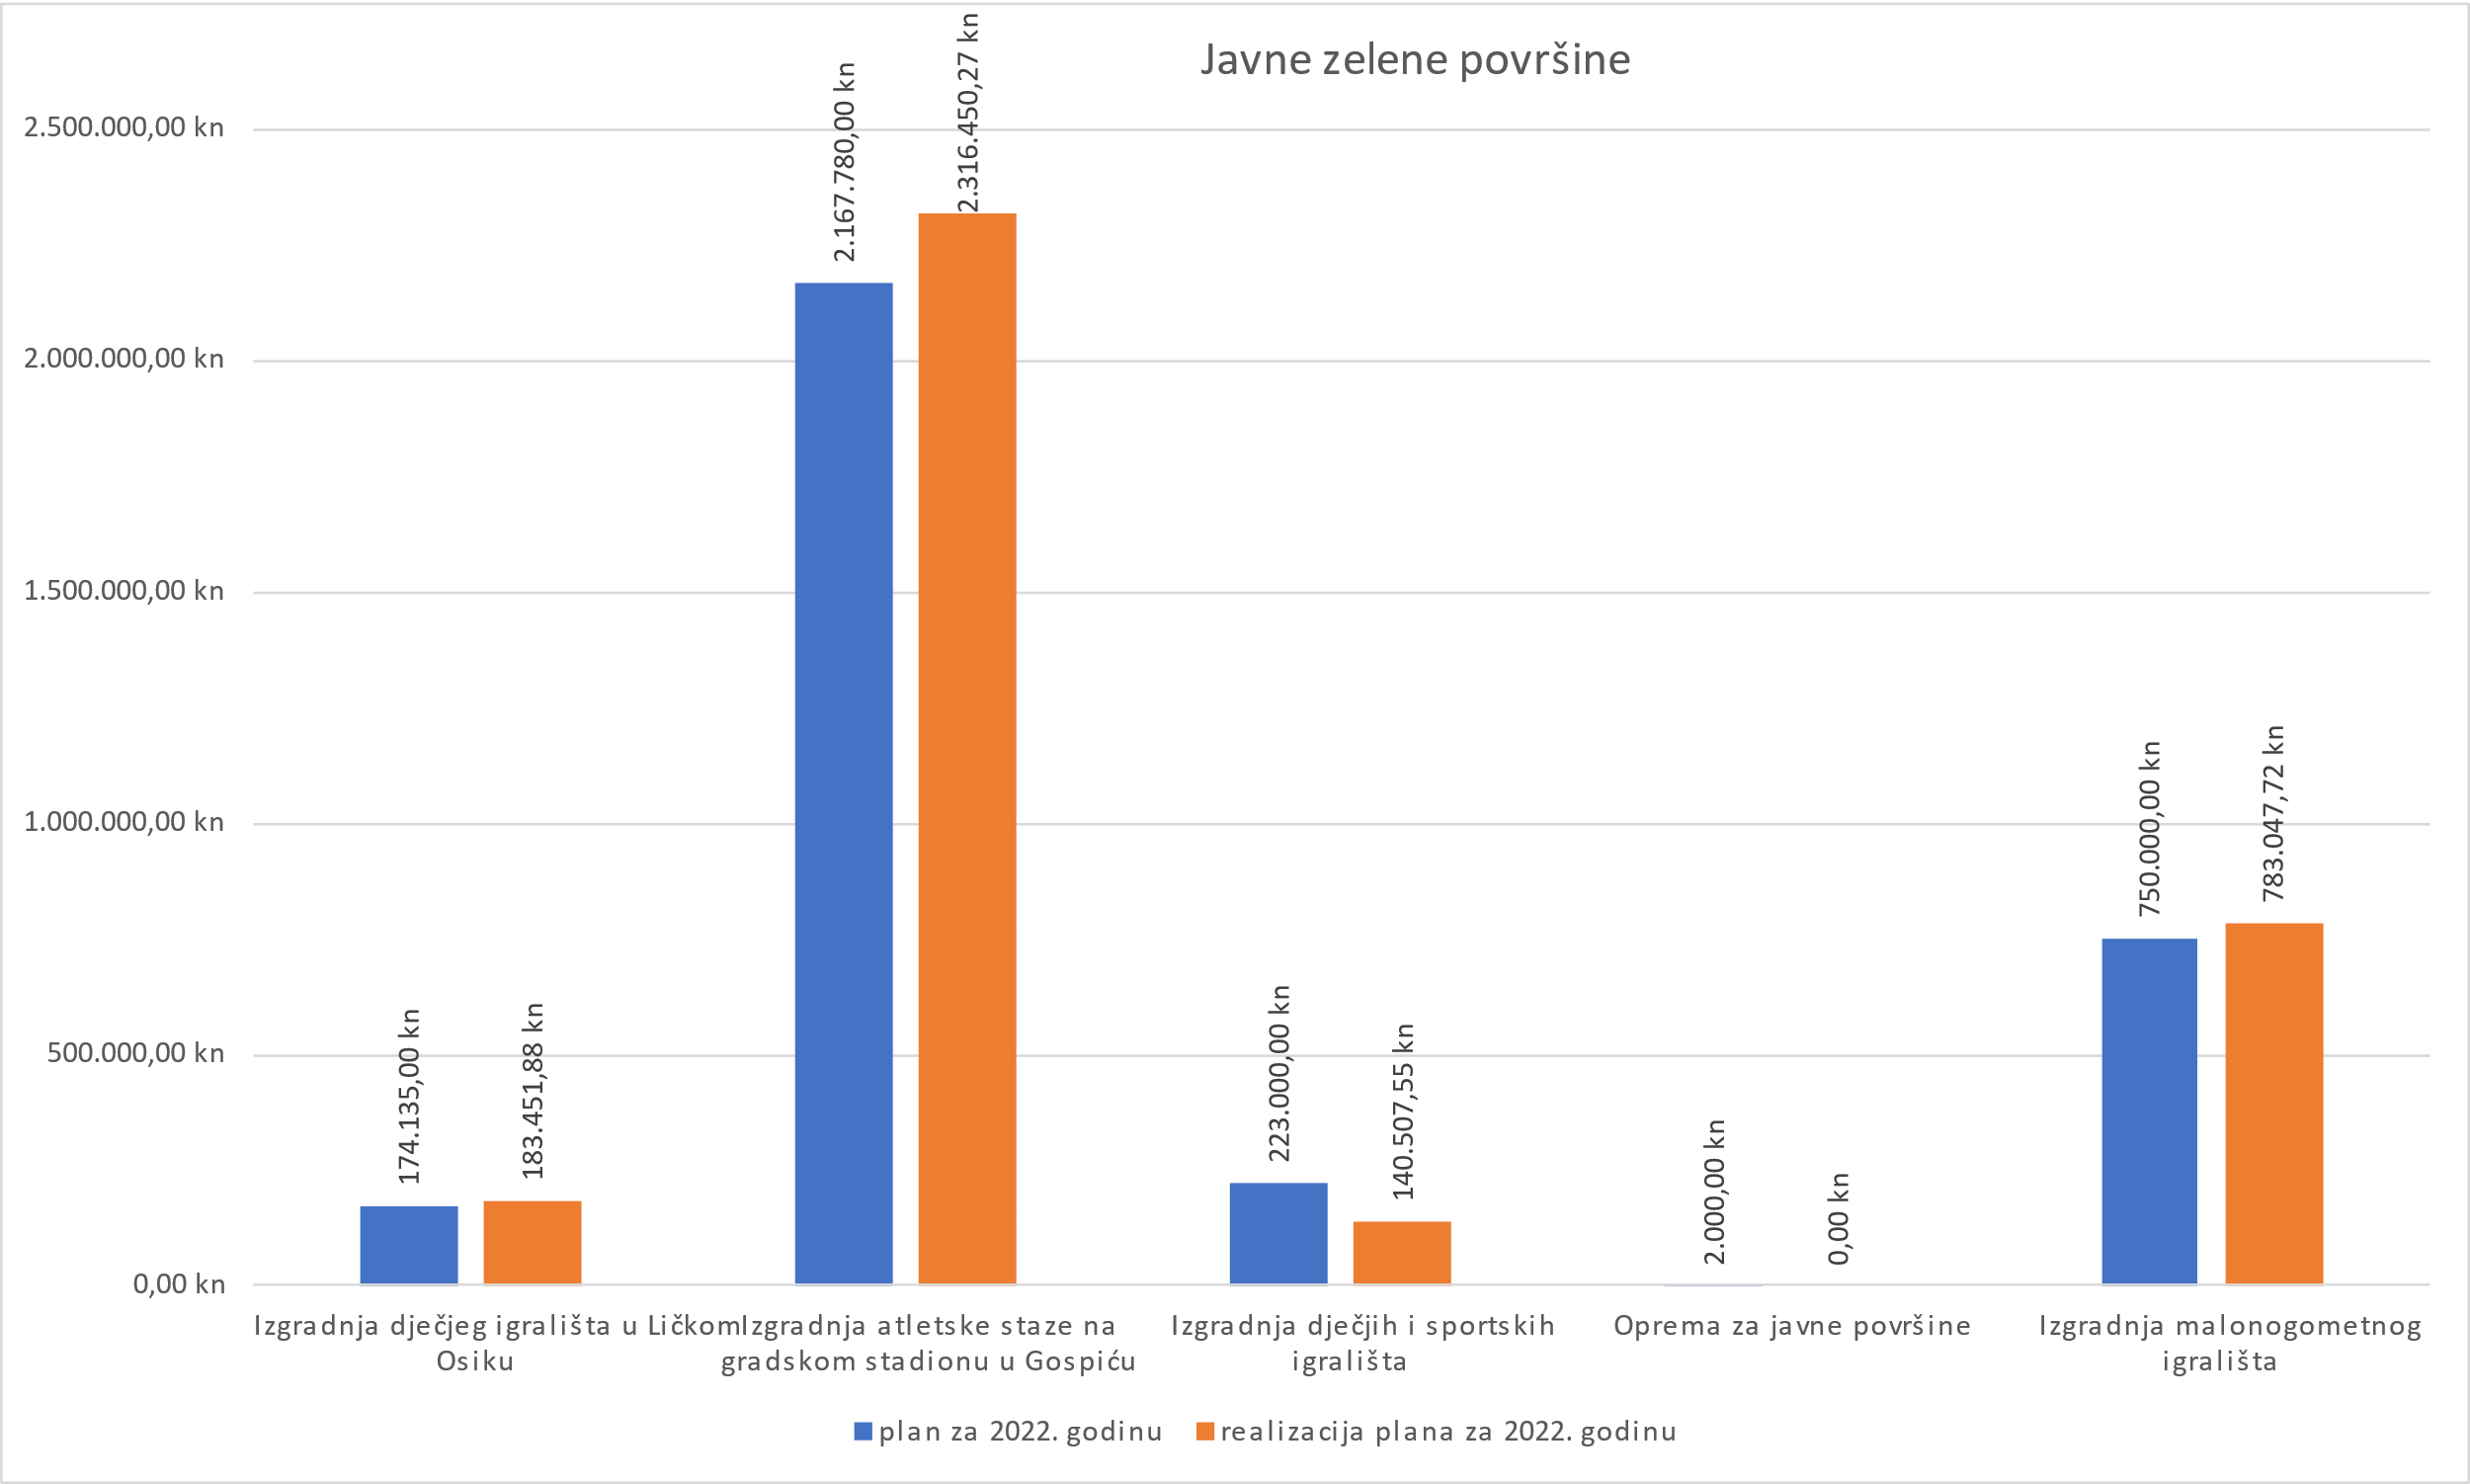 Javne zelene površine
2.500.000,00 kn
2.000.000,00 kn
1.500.000,00 kn
1.000.000,00 kn
500.000,00 kn
0,00 kn
174.135,00 kn
183.451,88 kn
2.167.780,00 kn
2.316.450,27 kn
223.000,00 kn
140.507,55 kn
2.000,00 kn
0,00 kn
750.000,00 kn
783.047,72 kn
Izgradnja dječjeg igrališta u Ličkom
Osiku
Izgradnja atletske staze na
gradskom stadionu u Gospiću
Izgradnja dječjih i sportskih
igrališta
Oprema za javne površine
Izgradnja malonogometnog
igrališta
plan za 2022. godinu
realizacija plana za 2022. godinu